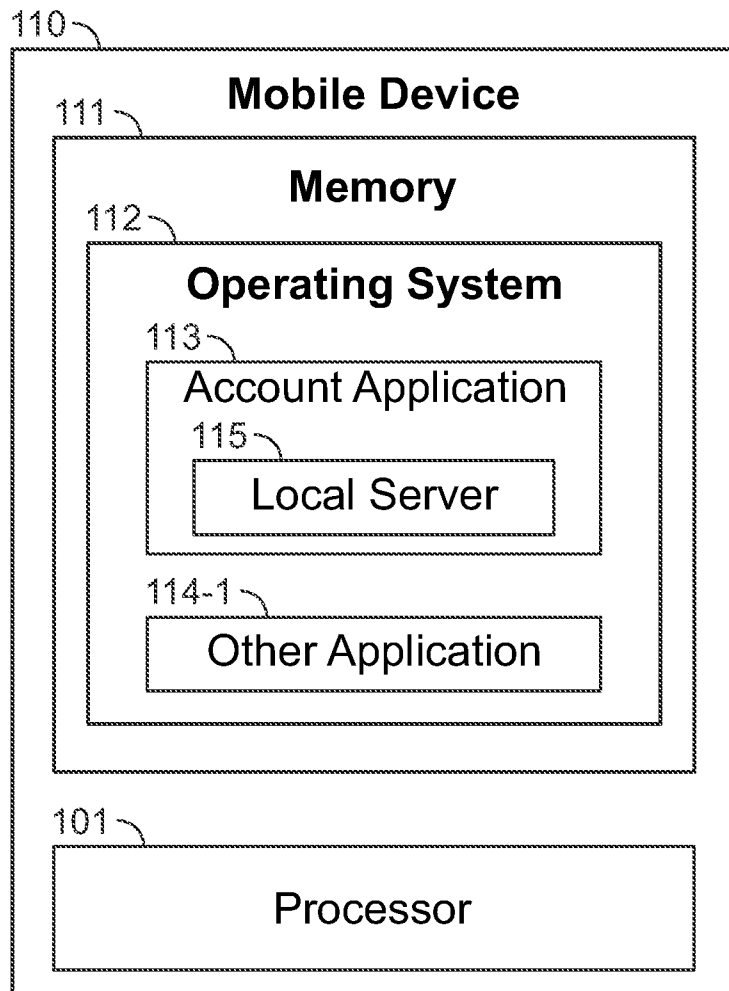 110
Mobile Device
111
Memory
112
Operating System
113
Account Application
115
Local Server
114-1
Other Application
101
Processor